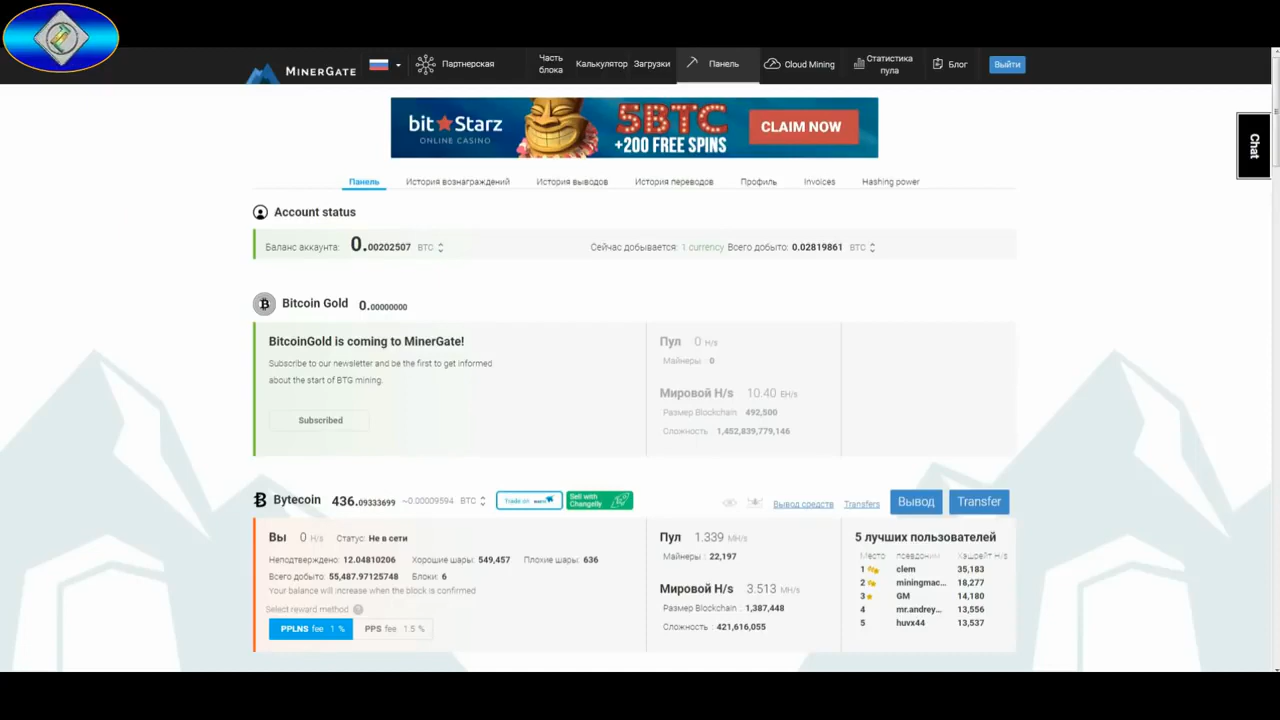 MINERGATE
Партнерская
Часть блока
Калькулятор
Загрузки
Панель
Cloud Mining
Статистика пула
Блог
Выйти
bit★Starz
ONLINE CASINO
5BTC
+200 FREE SPINS
CLAIM NOW
Chat
Панель История вознаграждений История выводов История переводов Профиль Invoices Hashing power
Account status
Баланс аккаунта: 0.00202507 BTC
Сейчас добывается: 1 currency Всего добыто: 0.02819861 BTC
Bitcoin Gold 0.00000000
BitcoinGold is coming to MinerGate!
Subscribe to our newsletter and be the first to get informed
about the start of BTG mining.
Subscribed
Пул 0 H/s
Майнеры 0
Мировой H/s 10.40 EH/s
Размер Blockchain 492,500
Сложность 1,452,839,779,146
Bytecoin 436.09333699 ~0.00009594 BTC
Trade on
Sell with Changelly
Вывод средств
Transfers
Вывод
Transfer
Вы 0 H/s Статус: Не в сети
Неподтверждено: 12.04810206 Хорошие шары: 549,457 Плохие шары: 636
Всего добыто: 55,487.97125748 Блоки: 6
Your balance will increase when the block is confirmed
Select reward method ?
PPLNS fee 1 % PPS fee 1.5 %
Пул 1.339 MH/s
Майнеры: 22,197
Мировой H/s 3.513 MH/s
Размер Blockchain : 1,387,448
Сложность : 421,616,055
5 лучших пользователей
Место псевдоним Хашрейт H/s
1 clem 35,183
2 miningmac... 18,277
3 GM 14,180
4 mr.andrey... 13,556
5 huvx44 13,537